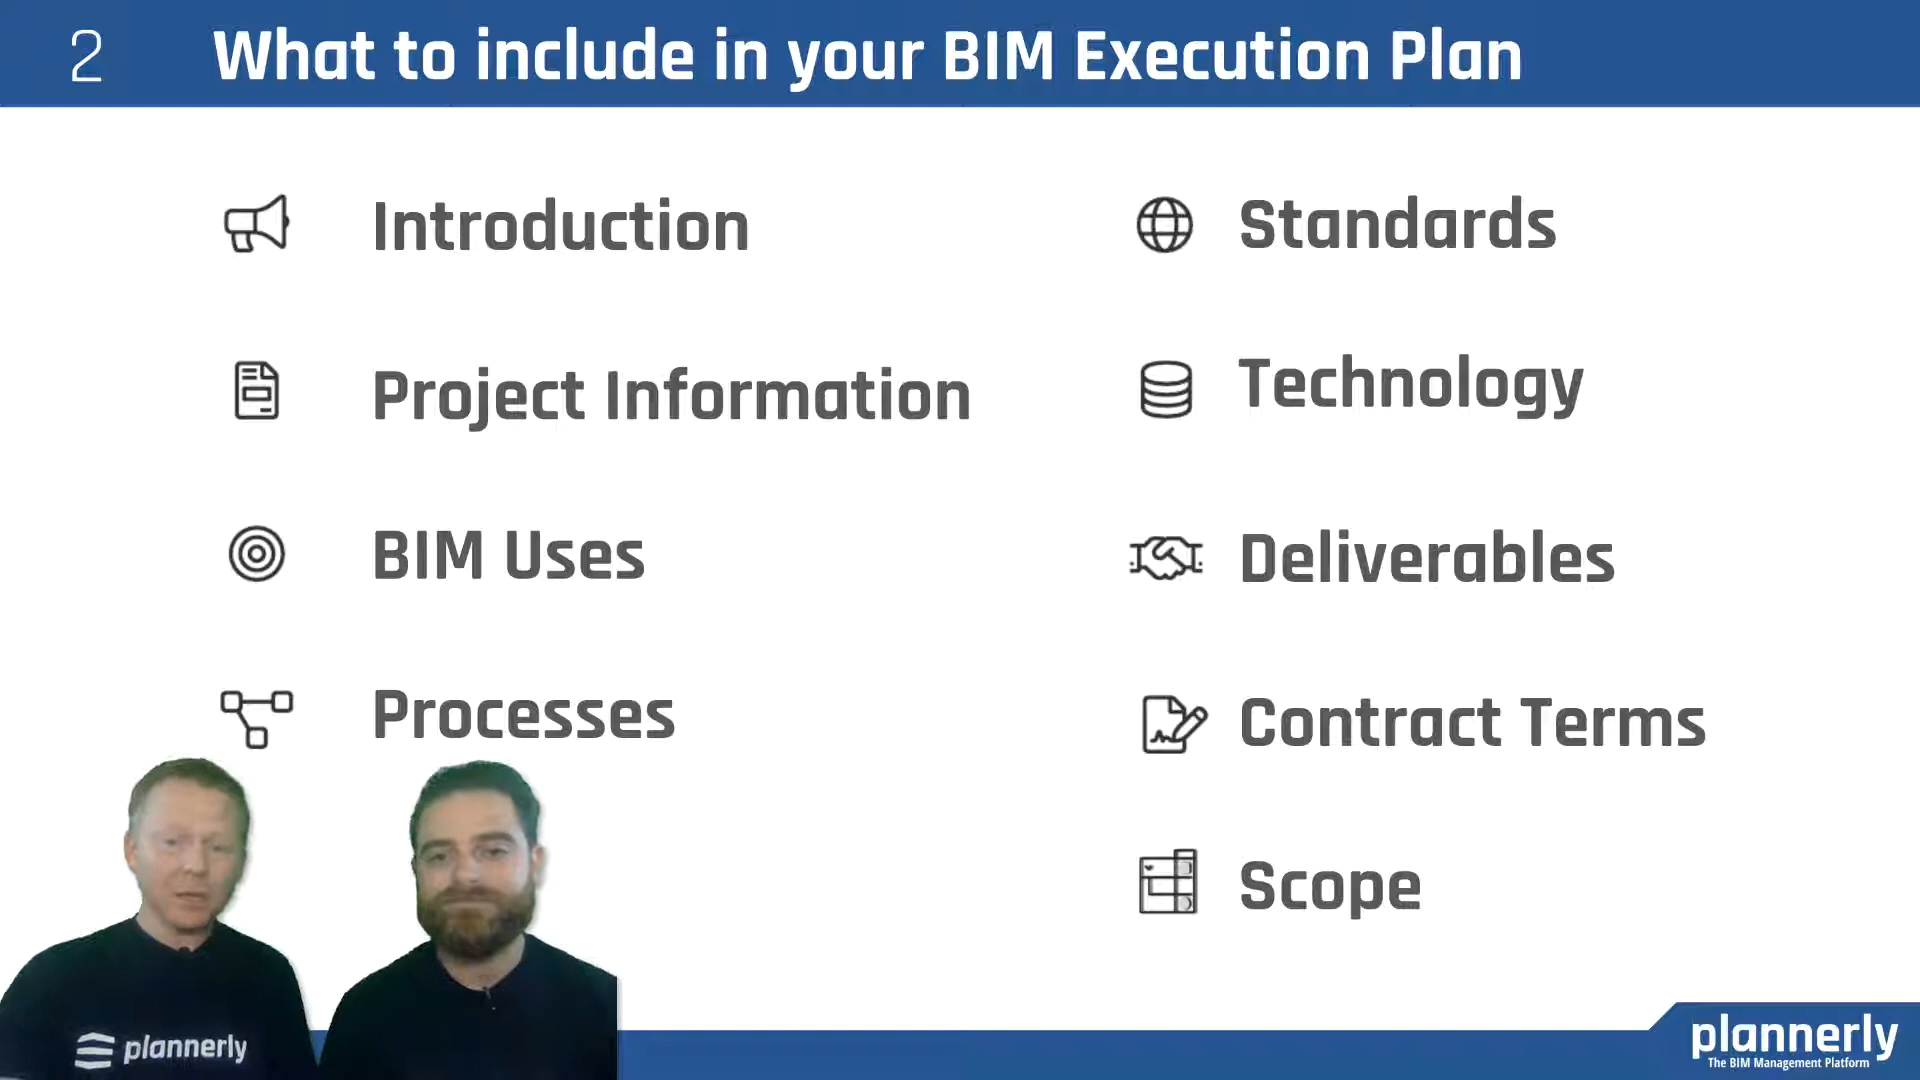 2
What to include in your BIM Execution Plan
Introduction
Project Information
BIM Uses
Processes
Standards
Technology
Deliverables
Contract Terms
Scope
plannerly
plannerly
The BIM Management Platform